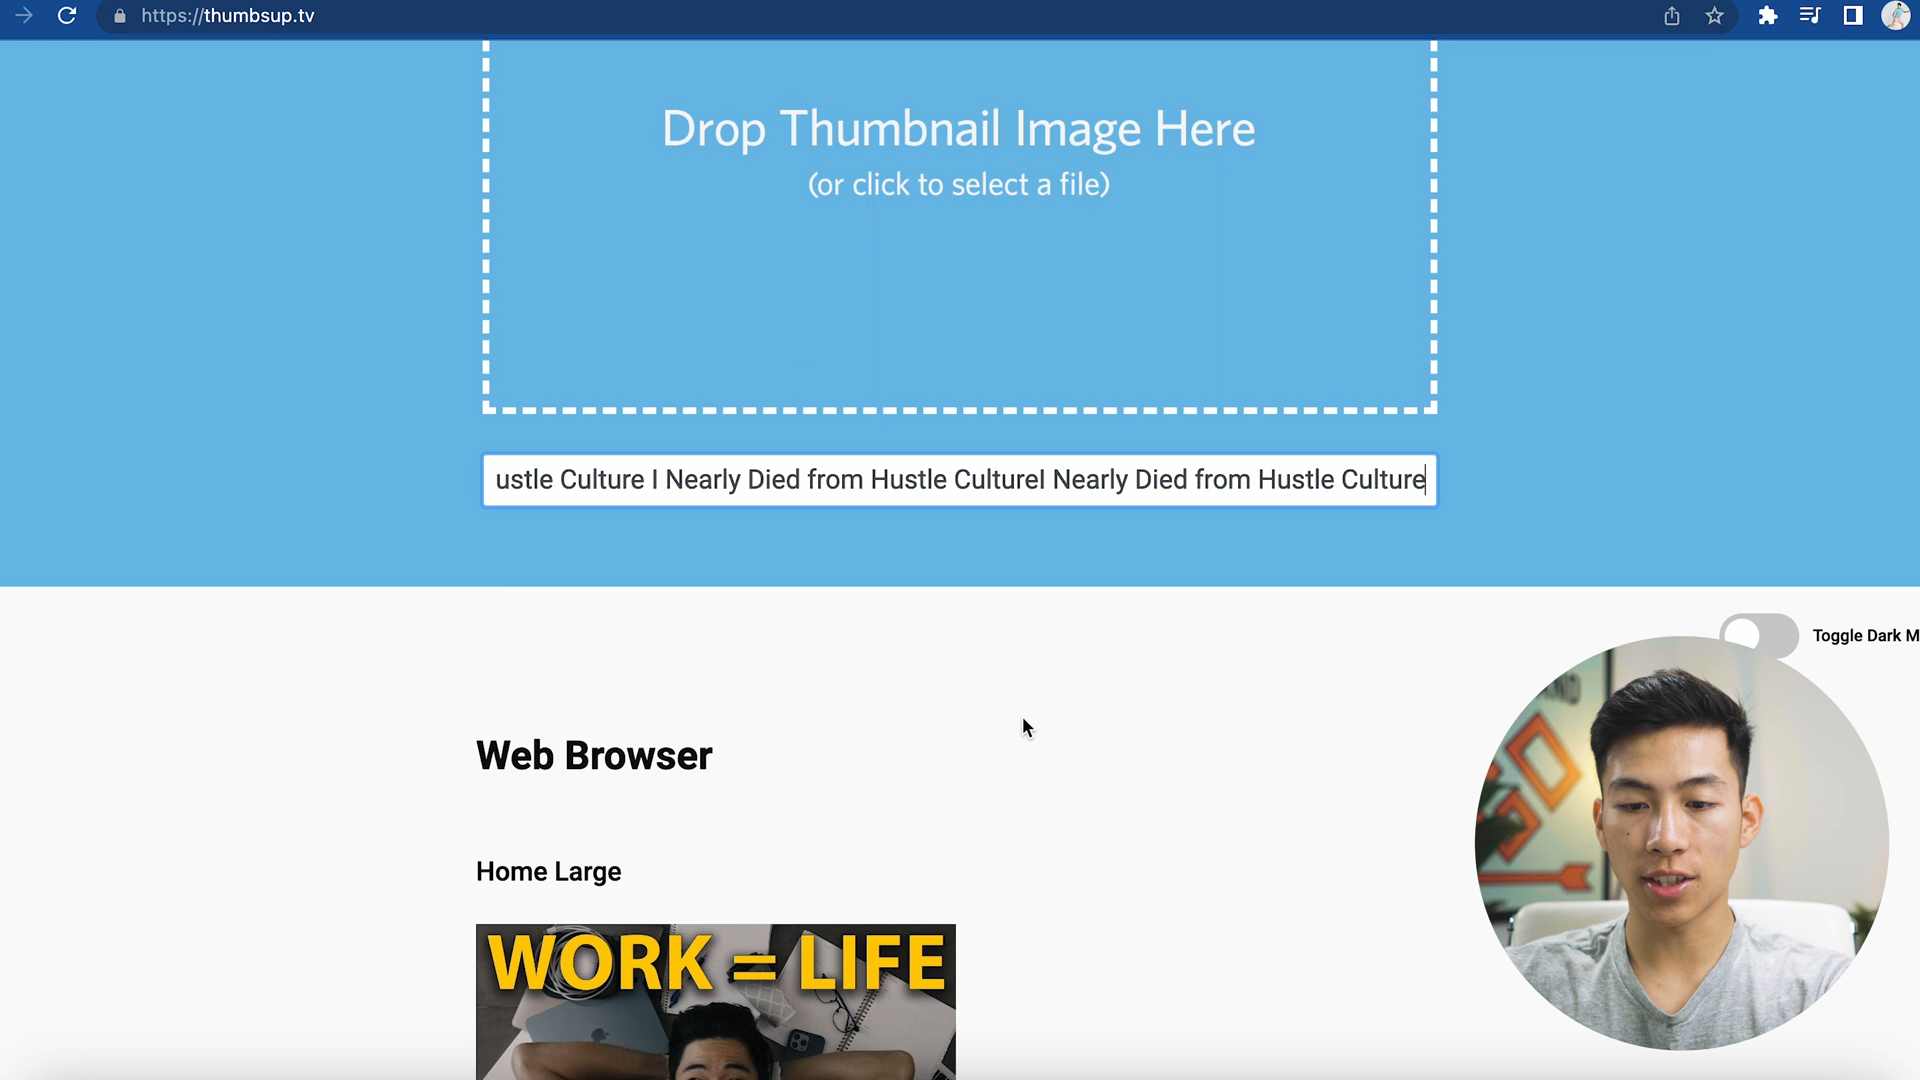 https://thumbsup.tv
Drop Thumbnail Image Here
(or click to select a file)
ustle Culture I Nearly Died from Hustle CultureI Nearly Died from Hustle Culture
Toggle Dark M
Web Browser
Home Large
WORK = LIFE